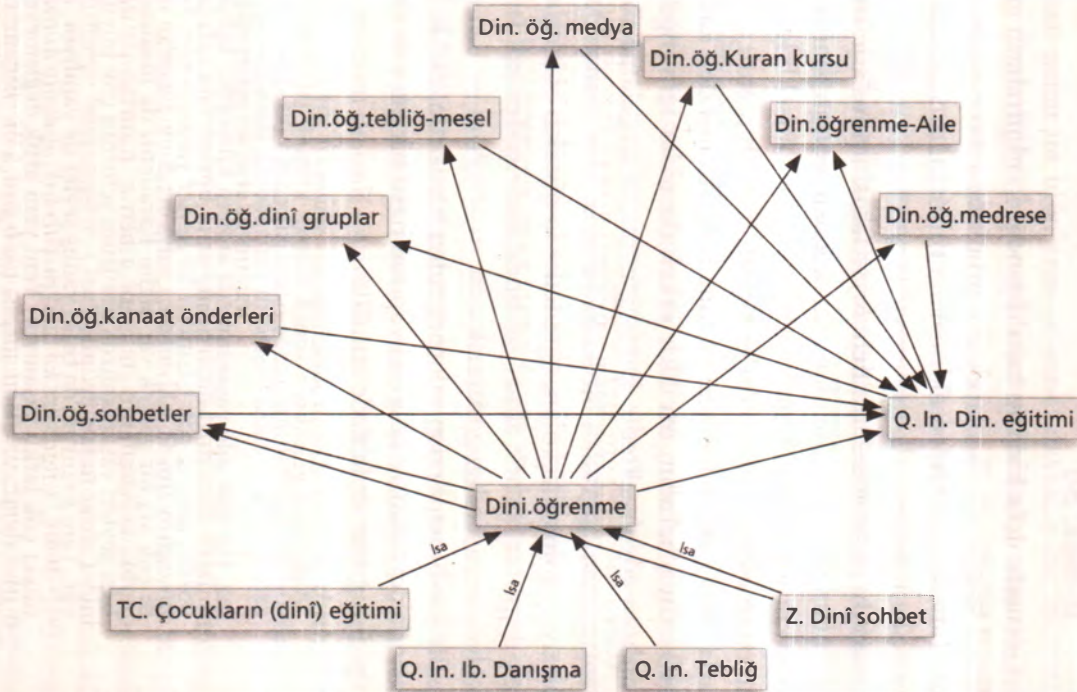 Din. öğ. medya
Din.öğ.Kuran kursu
Din.öğ.tebliğ-mesel
Din.öğrenme-Aile
Din.öğ.dinî gruplar
Din.öğ.medrese
Din.öğ.kanaat önderleri
Din.öğ.sohbetler
Q. In. Din. eğitimi
Dini.öğrenme
İsa
İsa
İsa
İsa
TC. Çocukların (dinî) eğitimi
Z. Dinî sohbet
Q. In. Ib. Danışma
Q. In. Tebliğ